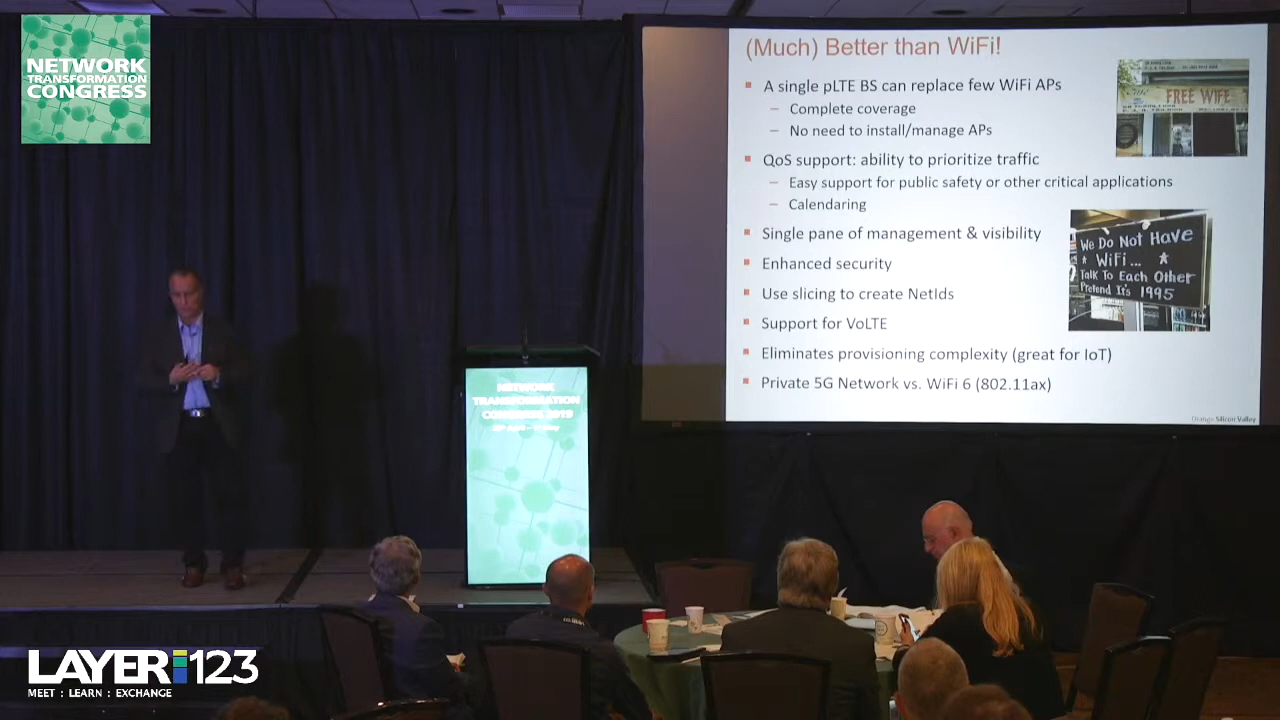 NETWORK
TRANSFORMATION
CONGRESS
(Much) Better than WiFi!
A single pLTE BS can replace few WiFi APs
– Complete coverage
– No need to install/manage APs
QoS support: ability to prioritize traffic
– Easy support for public safety or other critical applications
– Calendaring
Single pane of management & visibility
Enhanced security
Use slicing to create NetIds
Support for VoLTE
Eliminates provisioning complexity (great for IoT)
Private 5G Network vs. WiFi 6 (802.11ax)
FREE WIFE
We Do Not Have
* WiFi... *
Talk To Each Other
Pretend It's 1995
Orange Silicon Valley
NETWORK
TRANSFORMATION
CONGRESS 2019
LAYER123
MEET : LEARN : EXCHANGE